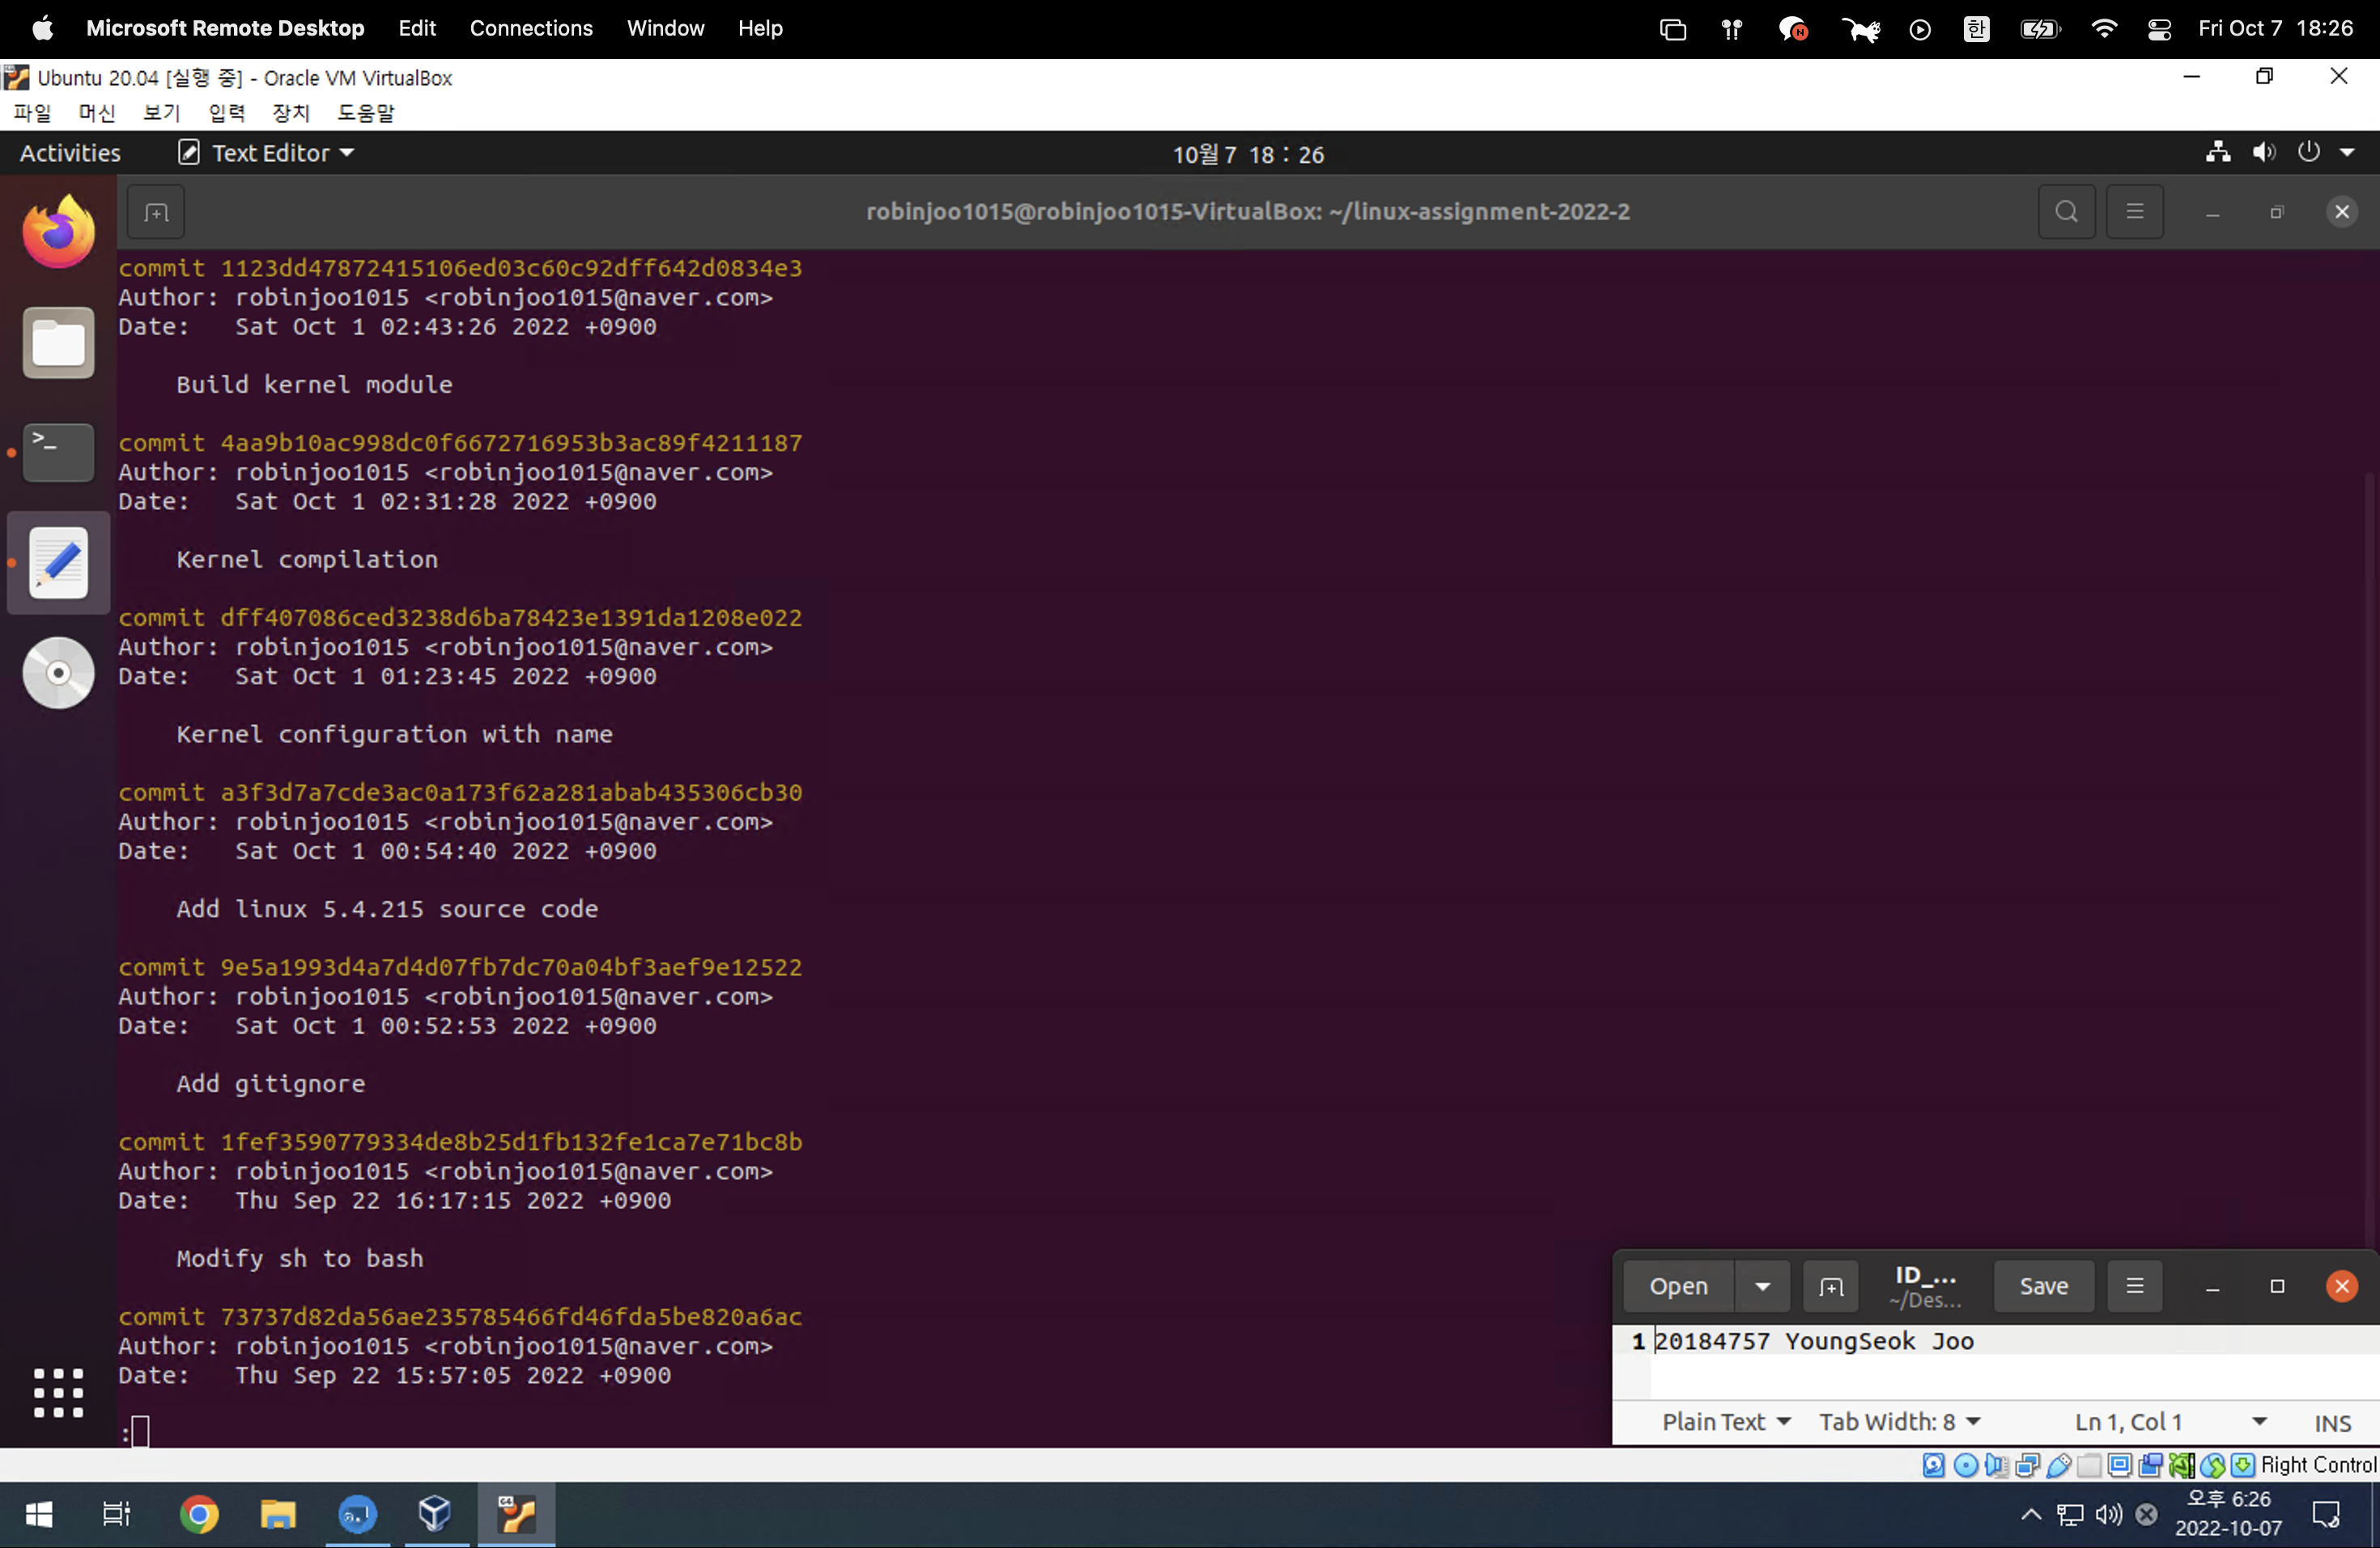 Microsoft Remote Desktop Edit Connections Window Help 한 Fri Oct 7 18:26
Ubuntu 20.04 [실행 중] - Oracle VM VirtualBox
파일 머신 보기 입력 장치 도움말
Activities Text Editor 10월 7 18 : 26
robinjoo1015@robinjoo1015-VirtualBox: ~/linux-assignment-2022-2
commit 1123dd47872415106ed03c60c92dff642d0834e3
Author: robinjoo1015 <robinjoo1015@naver.com>
Date:   Sat Oct 1 02:43:26 2022 +0900
Build kernel module
commit 4aa9b10ac998dc0f6672716953b3ac89f4211187
Author: robinjoo1015 <robinjoo1015@naver.com>
Date:   Sat Oct 1 02:31:28 2022 +0900
Kernel compilation
commit dff407086ced3238d6ba78423e1391da1208e022
Author: robinjoo1015 <robinjoo1015@naver.com>
Date:   Sat Oct 1 01:23:45 2022 +0900
Kernel configuration with name
commit a3f3d7a7cde3ac0a173f62a281abab435306cb30
Author: robinjoo1015 <robinjoo1015@naver.com>
Date:   Sat Oct 1 00:54:40 2022 +0900
Add linux 5.4.215 source code
commit 9e5a1993d4a7d4d07fb7dc70a04bf3aef9e12522
Author: robinjoo1015 <robinjoo1015@naver.com>
Date:   Sat Oct 1 00:52:53 2022 +0900
Add gitignore
commit 1fef3590779334de8b25d1fb132fe1ca7e71bc8b
Author: robinjoo1015 <robinjoo1015@naver.com>
Date:   Thu Sep 22 16:17:15 2022 +0900
Modify sh to bash
commit 73737d82da56ae235785466fd46fda5be820a6ac
Author: robinjoo1015 <robinjoo1015@naver.com>
Date:   Thu Sep 22 15:57:05 2022 +0900
:
Open ID_... Save
~/Des...
1 20184757 YoungSeok Joo
Plain Text Tab Width: 8 Ln 1, Col 1 INS
Right Control
오후 6:26
2022-10-07